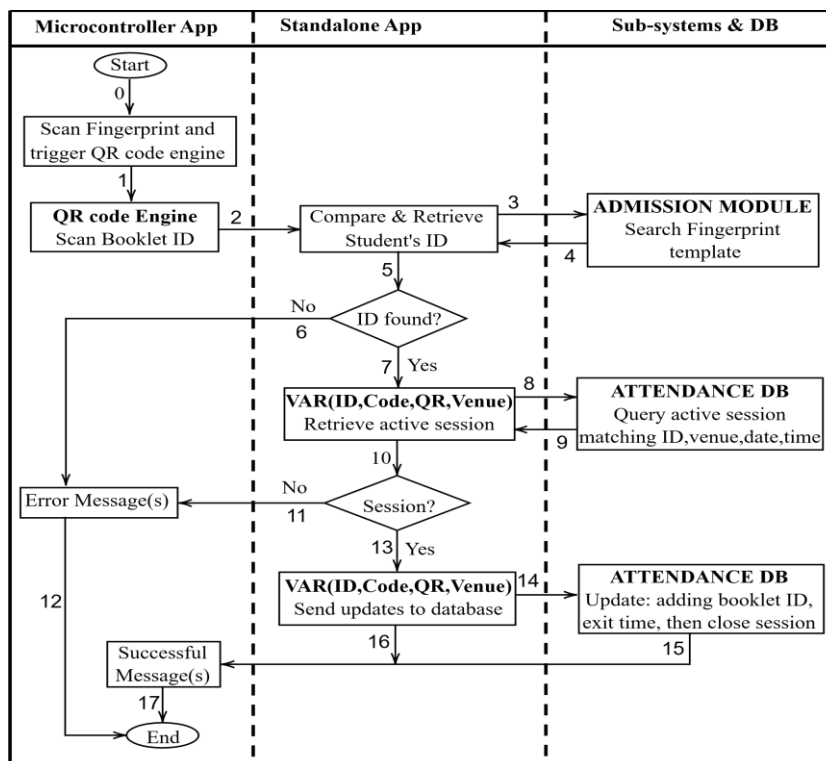 Microcontroller App
Standalone App
Sub-systems & DB
Start
0
Scan Fingerprint and
trigger QR code engine
1
QR code Engine
Scan Booklet ID
2
Compare & Retrieve
Student's ID
3
ADMISSION MODULE
Search Fingerprint
template
4
5
ID found?
No
6
7
Yes
VAR(ID,Code,QR,Venue)
Retrieve active session
8
ATTENDANCE DB
Query active session
matching ID,venue,date,time
9
10
Session?
No
11
Error Message(s)
12
13
Yes
VAR(ID,Code,QR,Venue)
Send updates to database
14
ATTENDANCE DB
Update: adding booklet ID,
exit time, then close session
15
16
Successful
Message(s)
17
End